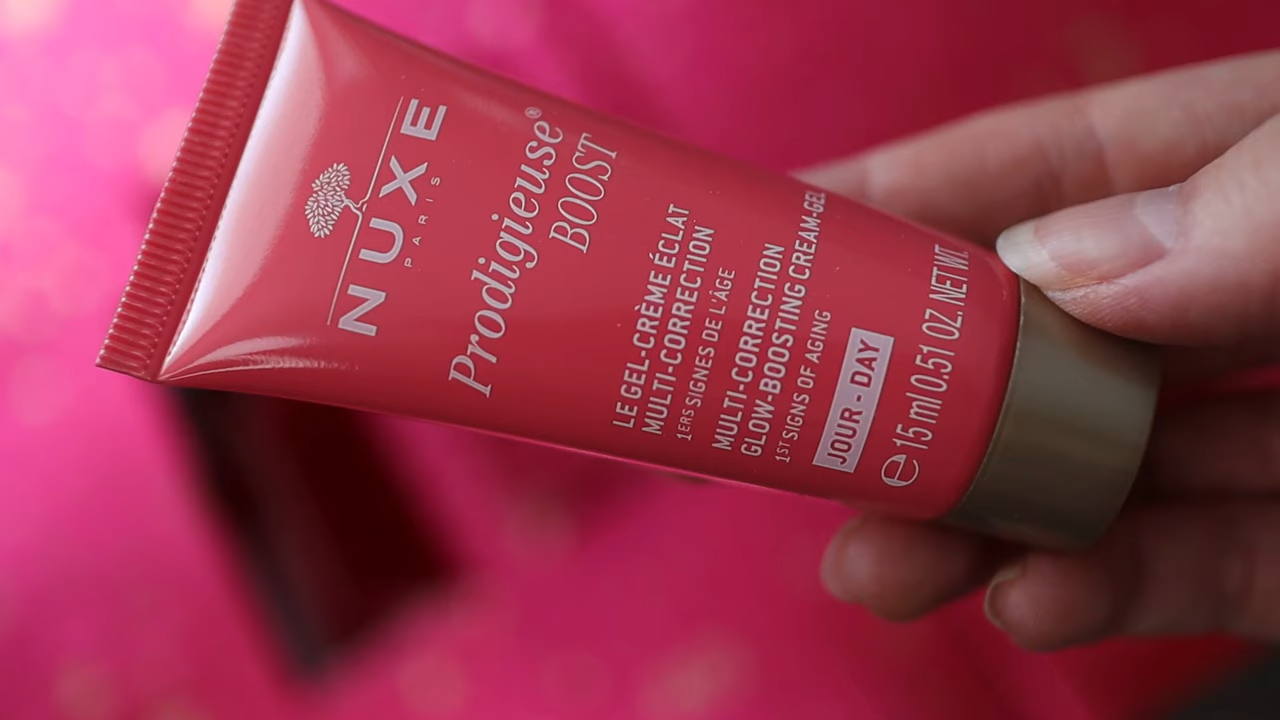 NUXE
PARIS
Prodigieuse®
BOOST
LE GEL-CRÈME ÉCLAT
MULTI-CORRECTION
1ERS SIGNES DE L'ÂGE
MULTI-CORRECTION
GLOW-BOOSTING CREAM-GEL
1ST SIGNS OF AGING
JOUR - DAY
℮ 15 ml 0.51 OZ. NET WT.